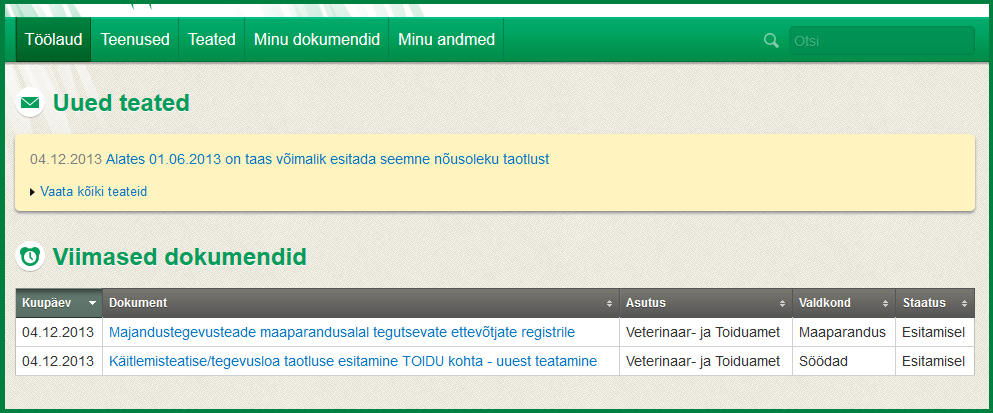 Töölaud Teenused Teated Minu dokumendid Minu andmed Otsi
Uued teated
04.12.2013 Alates 01.06.2013 on taas võimalik esitada seemne nõusoleku taotlust
Vaata kõiki teateid
Viimased dokumendid
Kuupäev Dokument Asutus Valdkond Staatus
04.12.2013 Majandustegevusteade maaparandusalal tegutsevate ettevõtjate registrile Veterinaar- ja Toiduamet Maaparandus Esitamisel
04.12.2013 Käitlemisteatise/tegevusloa taotluse esitamine TOIDU kohta - uuest teatamine Veterinaar- ja Toiduamet Söödad Esitamisel